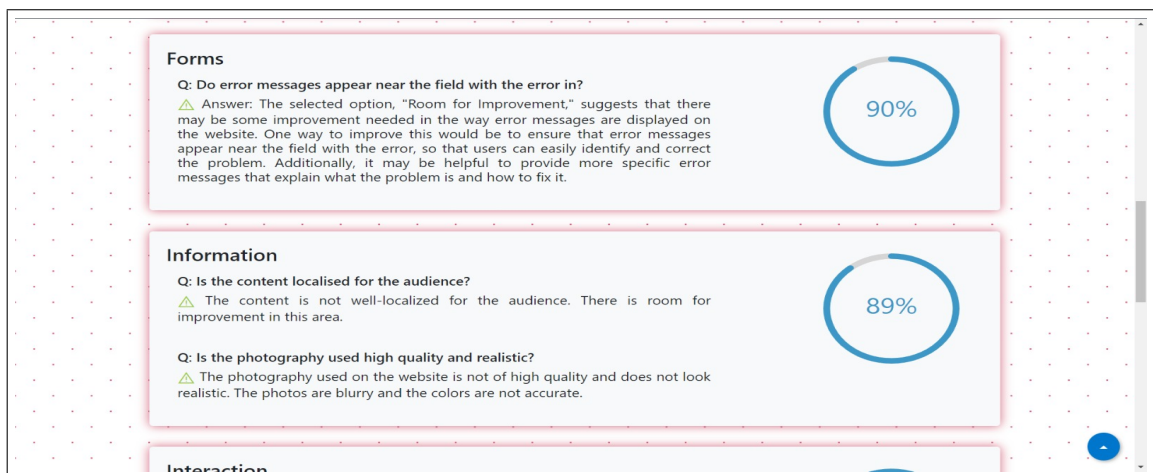 Forms
Q: Do error messages appear near the field with the error in?
Answer: The selected option, "Room for Improvement," suggests that there
may be some improvement needed in the way error messages are displayed on
the website. One way to improve this would be to ensure that error messages
appear near the field with the error, so that users can easily identify and correct
the problem. Additionally, it may be helpful to provide more specific error
messages that explain what the problem is and how to fix it.
90%
Information
Q: Is the content localised for the audience?
The content is not well-localized for the audience. There is room for
improvement in this area.
89%
Q: Is the photography used high quality and realistic?
The photography used on the website is not of high quality and does not look
realistic. The photos are blurry and the colors are not accurate.
Interaction